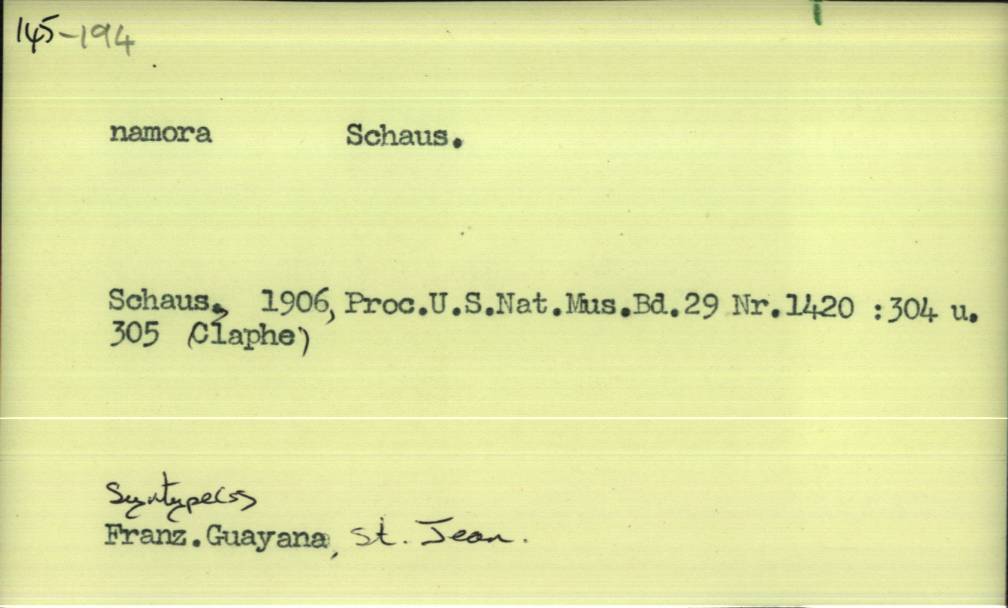 145-194
namora Schaus.
Schaus., 1906, Proc.U.S.Nat.Mus.Bd.29 Nr.1420 :304 u.
305 (Claphe)
Syntype(s)
Franz.Guayana, St. Jean.